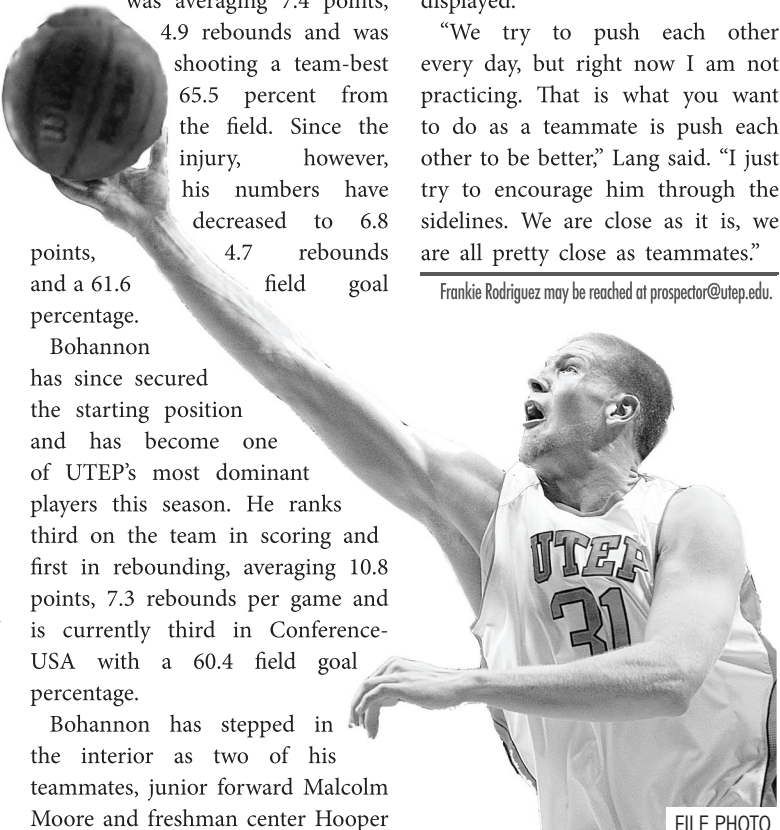 was averaging 7.4 points,
4.9 rebounds and was
shooting a team-best
65.5 percent from
the field. Since the
injury, however,
his numbers have
decreased to 6.8
points, 4.7 rebounds
and a 61.6 field goal
percentage.
Bohannon
has since secured
the starting position
and has become one
of UTEP’s most dominant
players this season. He ranks
third on the team in scoring and
first in rebounding, averaging 10.8
points, 7.3 rebounds per game and
is currently third in Conference-
USA with a 60.4 field goal
percentage.
Bohannon has stepped in
the interior as two of his
teammates, junior forward Malcolm
Moore and freshman center Hooper
displayed.
“We try to push each other
every day, but right now I am not
practicing. That is what you want
to do as a teammate is push each
other to be better,” Lang said. “I just
try to encourage him through the
sidelines. We are close as it is, we
are all pretty close as teammates.”
Frankie Rodriguez may be reached at prospector@utep.edu.
UTEP
31
FILE PHOTO